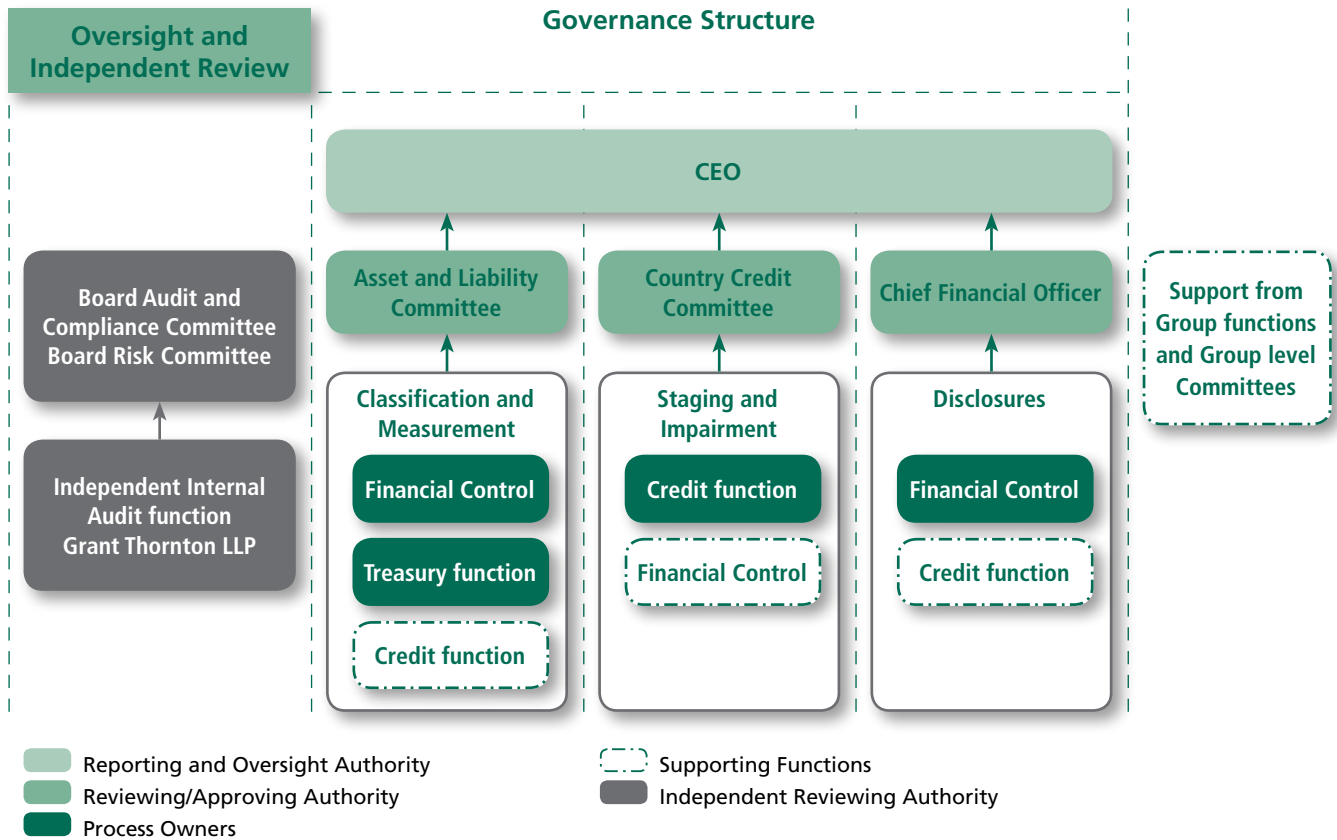 Governance Structure
Oversight and
Independent Review
CEO
Board Audit and
Compliance Committee
Board Risk Committee
Independent Internal
Audit function
Grant Thornton LLP
Asset and Liability
Committee
Classification and
Measurement
Financial Control
Treasury function
Credit function
Country Credit
Committee
Staging and
Impairment
Credit function
Financial Control
Chief Financial Officer
Disclosures
Financial Control
Credit function
Support from
Group functions
and Group level
Committees
Reporting and Oversight Authority
Reviewing/Approving Authority
Process Owners
Supporting Functions
Independent Reviewing Authority